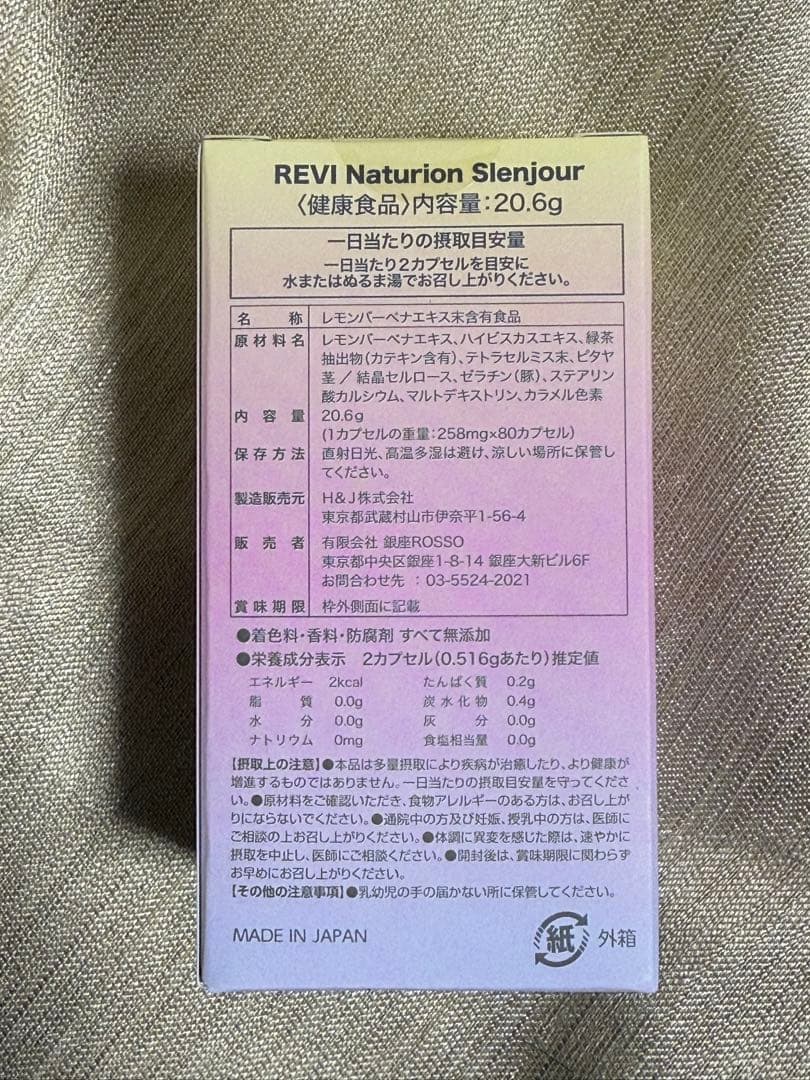 REVI Naturion Slenjour
〈健康食品〉内容量：20.6g
一日当たりの摂取目安量
一日当たり2カプセルを目安に
水またはぬるま湯でお召し上がりください。
名 称 レモンバーベナエキス末含有食品
原材料名 レモンバーベナエキス、ハイビスカスエキス、緑茶
抽出物（カテキン含有）、テトラセルミス末、ピタヤ
茎 ／ 結晶セルロース、ゼラチン（豚）、ステアリン
酸カルシウム、マルトデキストリン、カラメル色素
内 容 量 20.6g
（1カプセルの重量：258mg×80カプセル）
保存方法 直射日光、高温多湿は避け、涼しい場所に保管し
てください。
製造販売元 H&J株式会社
東京都武蔵村山市伊奈平1-56-4
販 売 者 有限会社 銀座ROSSO
東京都中央区銀座1-8-14 銀座大新ビル6F
お問合わせ先 ：03-5524-2021
賞味期限 枠外側面に記載
●着色料・香料・防腐剤 すべて無添加
●栄養成分表示 2カプセル（0.516gあたり）推定値
エネルギー 2kcal たんぱく質 0.2g
脂 質 0.0g 炭水化物 0.4g
水 分 0.0g 灰 分 0.0g
ナトリウム 0mg 食塩相当量 0.0g
【摂取上の注意】●本品は多量摂取により疾病が治癒したり、より健康が
増進するものではありません。一日当たりの摂取目安量を守ってくださ
い。●原材料をご確認いただき、食物アレルギーのある方は、お召し上が
りにならないでください。●通院中の方及び妊娠、授乳中の方は、医師に
ご相談の上お召し上がりください。●体調に異変を感じた際は、速やかに
摂取を中止し、医師にご相談ください。●開封後は、賞味期限に関わらず
お早めにお召し上がりください。
【その他の注意事項】●乳幼児の手の届かない所に保管してください。
MADE IN JAPAN
紙 外箱